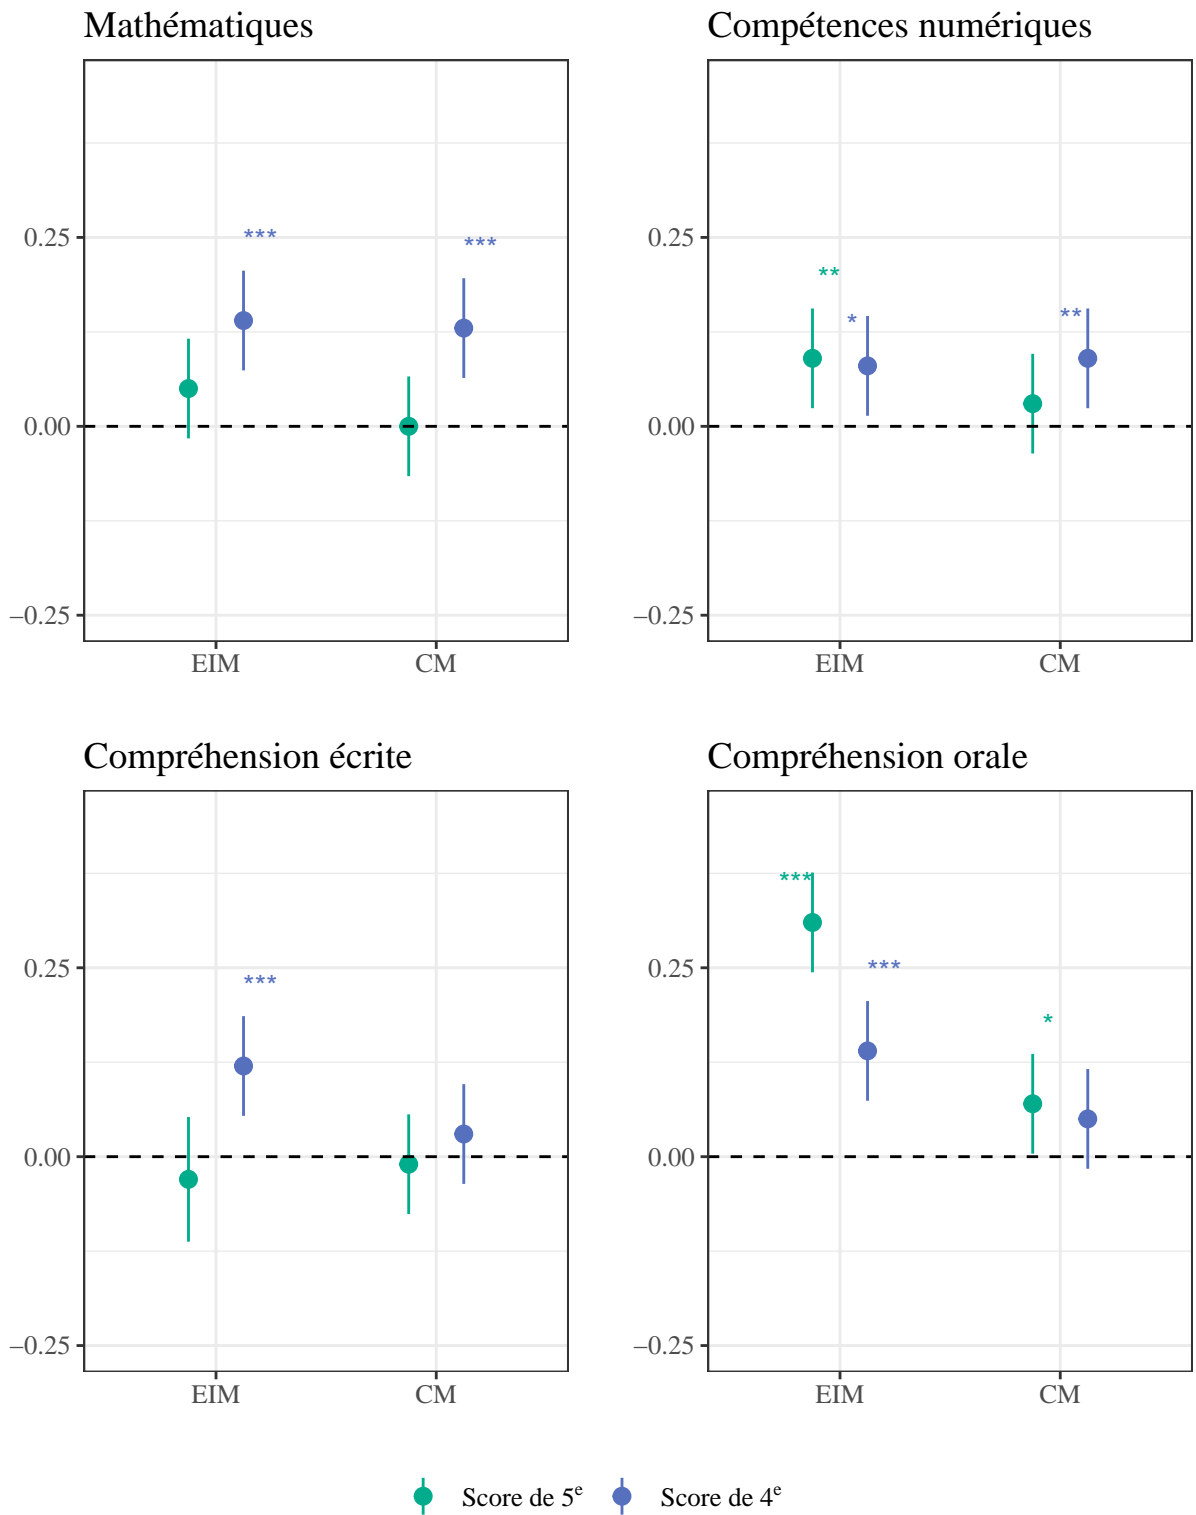 Mathématiques
0.25
0.00
–0.25
***
***
EIM
CM
Compétences numériques
0.25
0.00
–0.25
**
*
**
EIM
CM
Compréhension écrite
0.25
0.00
–0.25
***
EIM
CM
Compréhension orale
0.25
0.00
–0.25
***
***
*
EIM
CM
Score de 5ᵉ Score de 4ᵉ